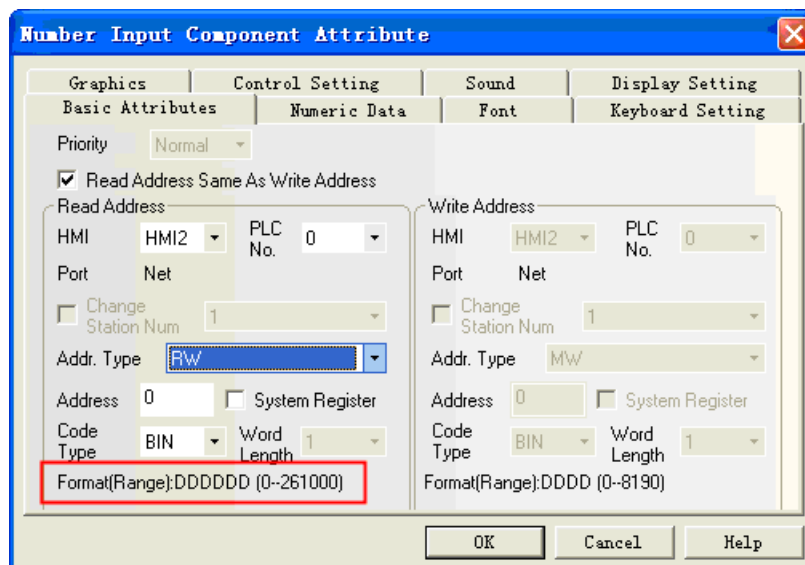 Number Input Component Attribute
Graphics Control Setting Sound Display Setting
Basic Attributes Numeric Data Font Keyboard Setting
Priority Normal
Read Address Same As Write Address
Read Address Write Address
HMI HMI2 PLC No. 0 HMI HMI2 PLC No. 0
Port Net Port Net
Change Station Num 1 Change Station Num 1
Addr. Type RW Addr. Type MW
Address 0 System Register Address 0 System Register
Code Type BIN Word Length 1 Code Type BIN Word Length 1
Format(Range):DDDDDD (0--261000) Format(Range):DDDD (0--8190)
OK Cancel Help